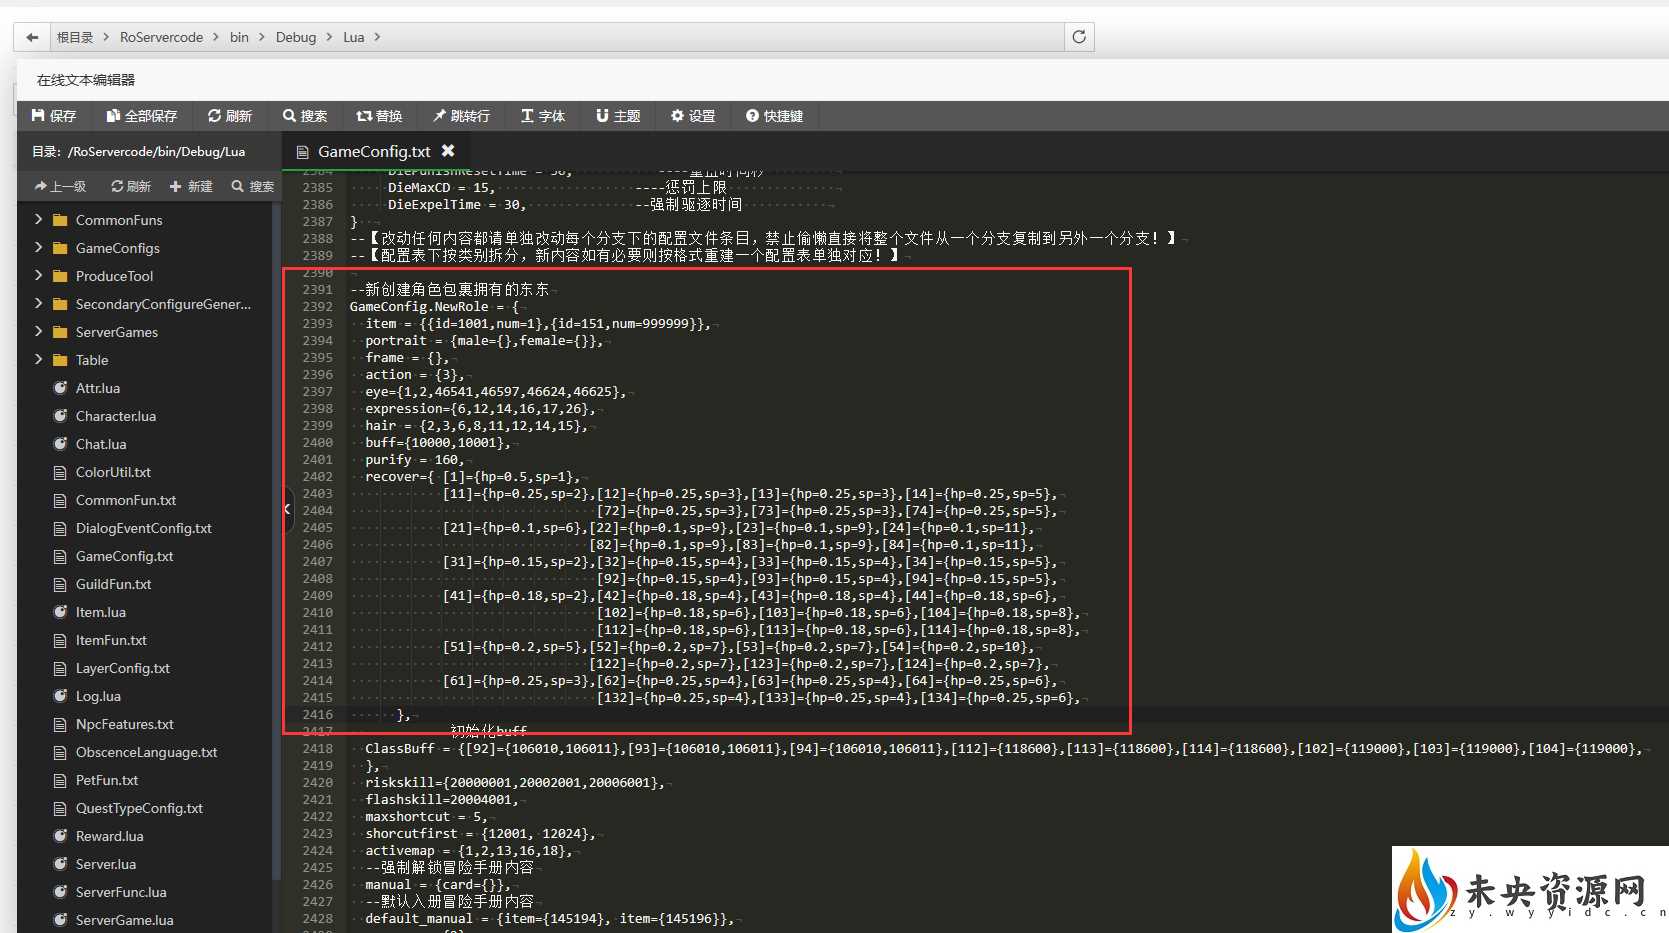 根目录 > RoServercode > bin > Debug > Lua >
在线文本编辑器
保存 全部保存 刷新 搜索 替换 跳转行 字体 主题 设置 快捷键
目录：/RoServercode/bin/Debug/Lua
GameConfig.txt
上一级 刷新 新建 搜索
CommonFuns
GameConfigs
ProduceTool
SecondaryConfigureGener...
ServerGames
Table
Attr.lua
Character.lua
Chat.lua
ColorUtil.txt
CommonFun.txt
DialogEventConfig.txt
GameConfig.txt
GuildFun.txt
Item.lua
ItemFun.txt
LayerConfig.txt
Log.lua
NpcFeatures.txt
ObscenceLanguage.txt
PetFun.txt
QuestTypeConfig.txt
Reward.lua
Server.lua
ServerFunc.lua
ServerGame.lua
2385 DieMaxCD = 15, ----惩罚上限
2386 DieExpelTime = 30, --强制驱逐时间
2387 }
2388 --【改动任何内容都请单独改动每个分支下的配置文件条目，禁止偷懒直接将整个文件从一个分支复制到另外一个分支！】
2389 --【配置表下按类别拆分，新内容如有必要则按格式重建一个配置表单独对应！】
2390
2391 --新创建角色包裹拥有的东东
2392 GameConfig.NewRole = {
2393 item = {{id=1001,num=1},{id=151,num=999999}},
2394 portrait = {male={},female={}},
2395 frame = {},
2396 action = {3},
2397 eye={1,2,46541,46597,46624,46625},
2398 expression={6,12,14,16,17,26},
2399 hair = {2,3,6,8,11,12,14,15},
2400 buff={10000,10001},
2401 purify = 160,
2402 recover={ [1]={hp=0.5,sp=1},
2403 [11]={hp=0.25,sp=2},[12]={hp=0.25,sp=3},[13]={hp=0.25,sp=3},[14]={hp=0.25,sp=5},
2404 [72]={hp=0.25,sp=3},[73]={hp=0.25,sp=3},[74]={hp=0.25,sp=5},
2405 [21]={hp=0.1,sp=6},[22]={hp=0.1,sp=9},[23]={hp=0.1,sp=9},[24]={hp=0.1,sp=11},
2406 [82]={hp=0.1,sp=9},[83]={hp=0.1,sp=9},[84]={hp=0.1,sp=11},
2407 [31]={hp=0.15,sp=2},[32]={hp=0.15,sp=4},[33]={hp=0.15,sp=4},[34]={hp=0.15,sp=5},
2408 [92]={hp=0.15,sp=4},[93]={hp=0.15,sp=4},[94]={hp=0.15,sp=5},
2409 [41]={hp=0.18,sp=2},[42]={hp=0.18,sp=4},[43]={hp=0.18,sp=4},[44]={hp=0.18,sp=6},
2410 [102]={hp=0.18,sp=6},[103]={hp=0.18,sp=6},[104]={hp=0.18,sp=8},
2411 [112]={hp=0.18,sp=6},[113]={hp=0.18,sp=6},[114]={hp=0.18,sp=8},
2412 [51]={hp=0.2,sp=5},[52]={hp=0.2,sp=7},[53]={hp=0.2,sp=7},[54]={hp=0.2,sp=10},
2413 [122]={hp=0.2,sp=7},[123]={hp=0.2,sp=7},[124]={hp=0.2,sp=7},
2414 [61]={hp=0.25,sp=3},[62]={hp=0.25,sp=4},[63]={hp=0.25,sp=4},[64]={hp=0.25,sp=6},
2415 [132]={hp=0.25,sp=4},[133]={hp=0.25,sp=4},[134]={hp=0.25,sp=6},
2416 },
2417 初始化buff
2418 ClassBuff = {[92]={106010,106011},[93]={106010,106011},[94]={106010,106011},[112]={118600},[113]={118600},[114]={118600},[102]={119000},[103]={119000},[104]={119000},
2419 },
2420 riskskill={20000001,20002001,20006001},
2421 flashskill=20004001,
2422 maxshortcut = 5,
2423 shorcutfirst = {12001, 12024},
2424 activemap = {1,2,13,16,18},
2425 --强制解锁冒险手册内容
2426 manual = {card={}},
2427 --默认入册冒险手册内容
2428 default_manual = {item={145194}, item={145196}},
未央资源网
zy.wyyidc.cn